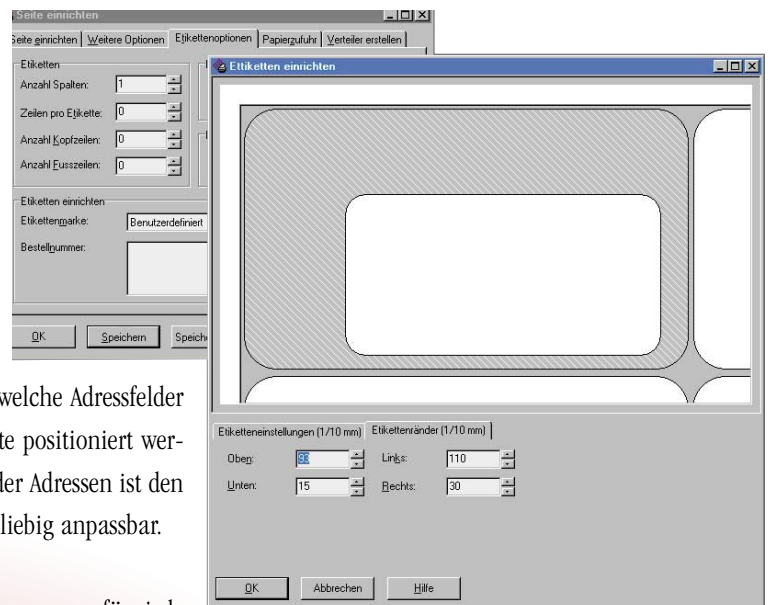 Seite einrichten
Seite einrichten Weitere Optionen Etikettenoptionen Papierzufuhr Verteiler erstellen
Etiketten
Anzahl Spalten: 1
Zeilen pro Etikette: 0
Anzahl Kopfzeilen: 0
Anzahl Fusszeilen: 0
Etiketten einrichten
Etikettenmarke: Benutzerdefiniert
Bestellnummer:
OK Speichern Speiche
Ettiketten einrichten
Etiketteneinstellungen (1/10 mm) Etikettenränder (1/10 mm)
Oben: 93 Links: 110
Unten: 15 Rechts: 30
OK Abbrechen Hilfe
welche Adressfelder
te positioniert wer-
der Adressen ist den
liebig anpassbar.